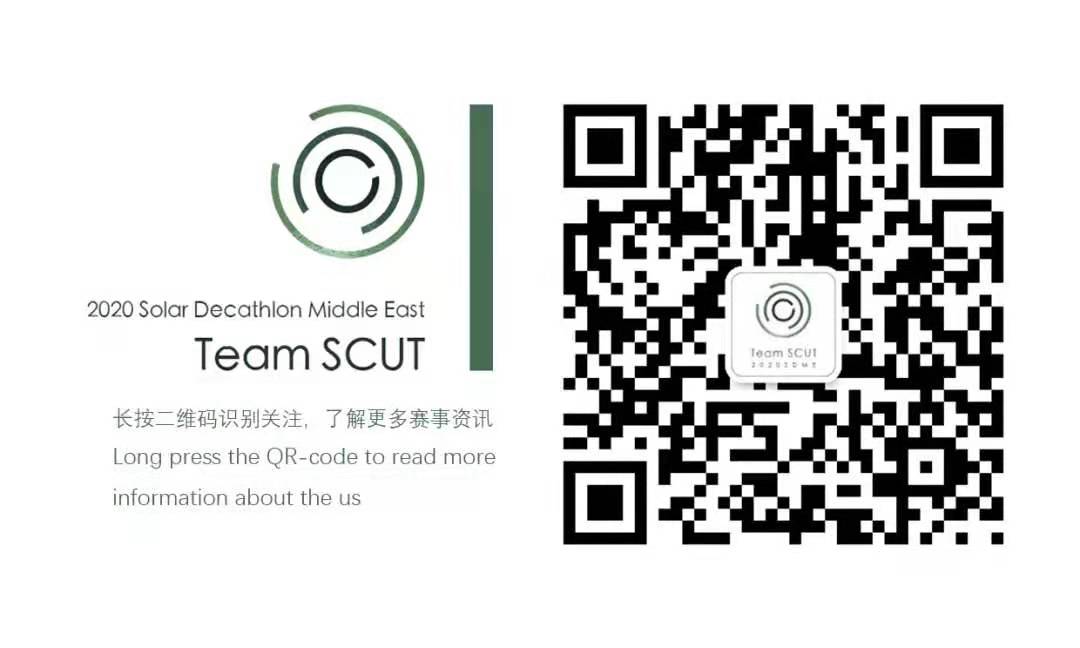 2020 Solar Decathlon Middle East
Team SCUT
长按二维码识别关注，了解更多赛事资讯
Long press the QR-code to read more
information about the us
Team SCUT
2020SDME